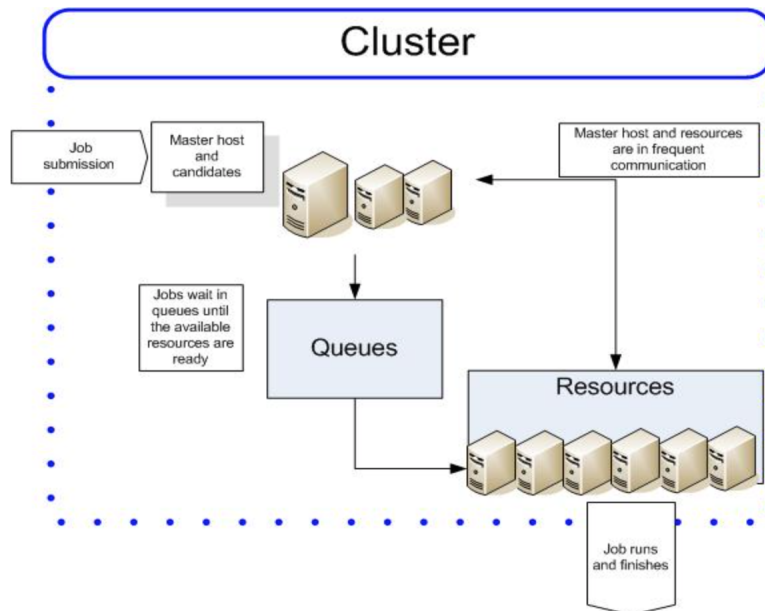 Cluster
Job
submission
Master host
and
candidates
Master host and resources
are in frequent
communication
Jobs wait in
queues until
the available
resources are
ready
Queues
Resources
Job runs
and finishes